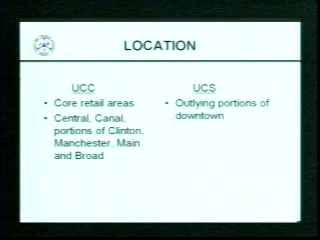 LOCATION
UCC
• Core retail areas
• Central, Canal,
portions of Clinton,
Manchester, Main
and Broad
UCS
• Outlying portions of
downtown